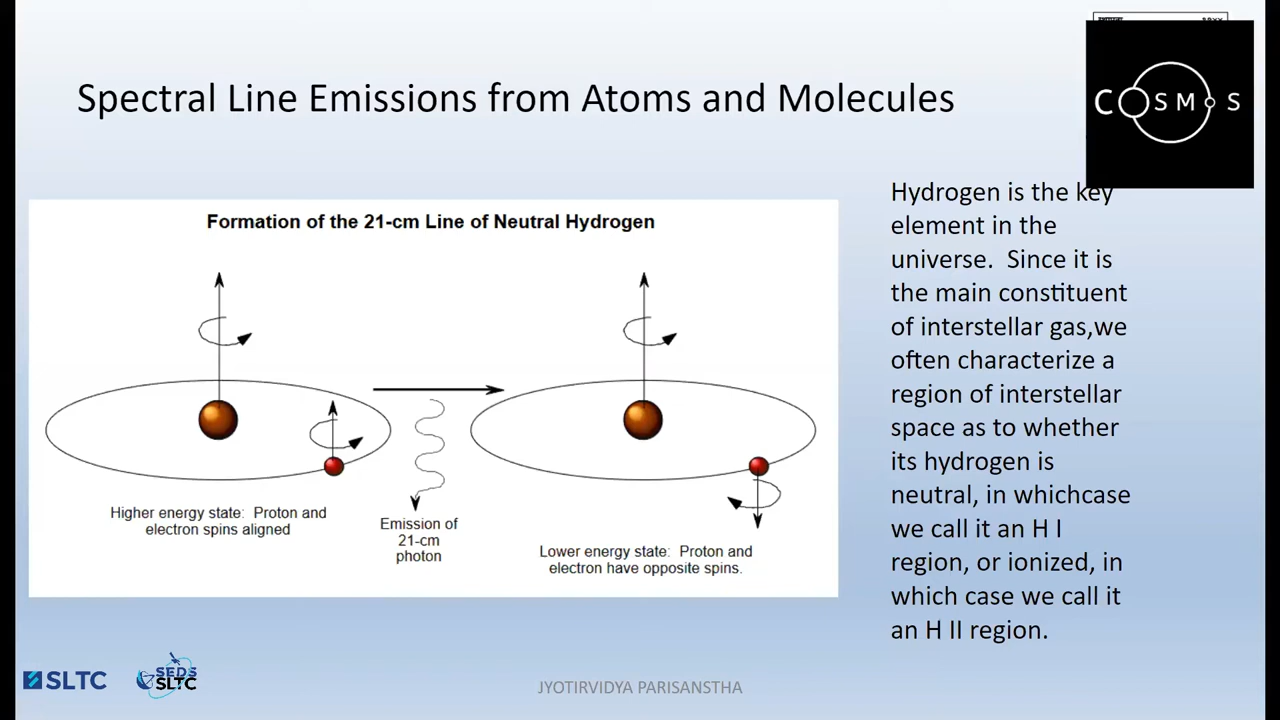 Spectral Line Emissions from Atoms and Molecules
COSMOS
Formation of the 21-cm Line of Neutral Hydrogen
Higher energy state: Proton and
electron spins aligned
Emission of
21-cm
photon
Lower energy state: Proton and
electron have opposite spins.
Hydrogen is the key
element in the
universe. Since it is
the main constituent
of interstellar gas,we
often characterize a
region of interstellar
space as to whether
its hydrogen is
neutral, in whichcase
we call it an H I
region, or ionized, in
which case we call it
an H II region.
SLTC
SEDS
SLTC
JYOTIRVIDYA PARISANSTHA